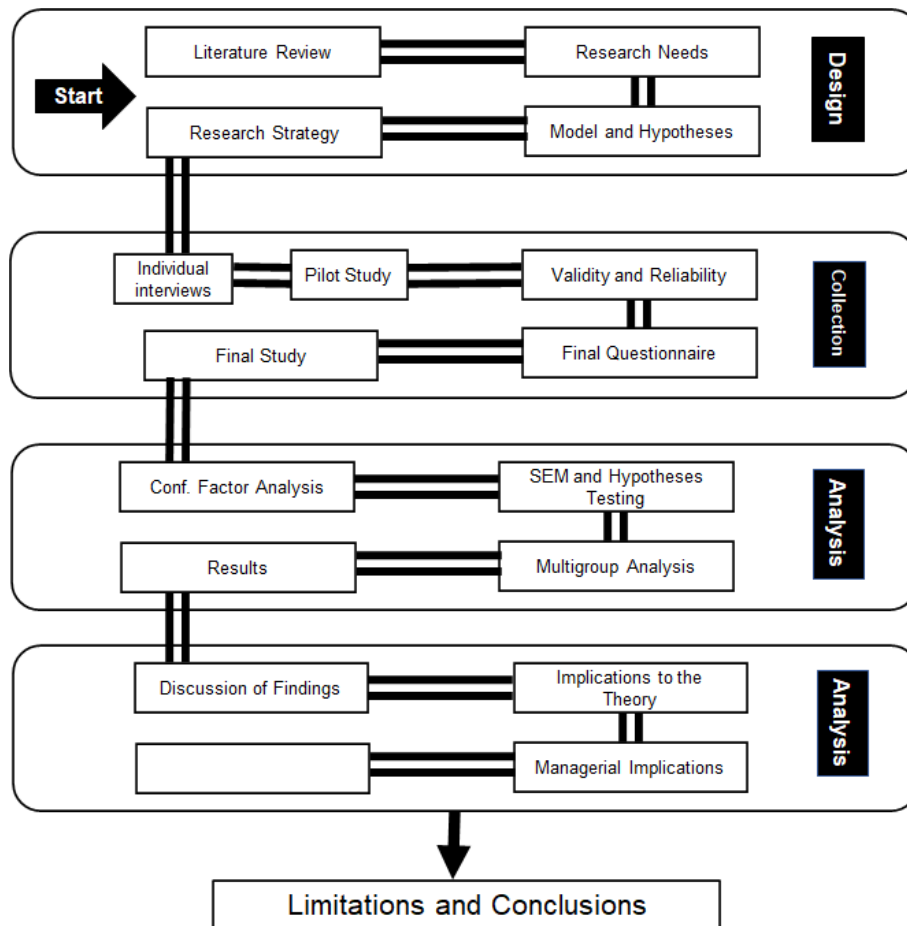 Literature Review
Research Needs
Start
Research Strategy
Model and Hypotheses
Design
Individual
interviews
Pilot Study
Validity and Reliability
Final Study
Final Questionnaire
Collection
Conf. Factor Analysis
SEM and Hypotheses
Testing
Results
Multigroup Analysis
Analysis
Discussion of Findings
Implications to the
Theory
Managerial Implications
Analysis
Limitations and Conclusions